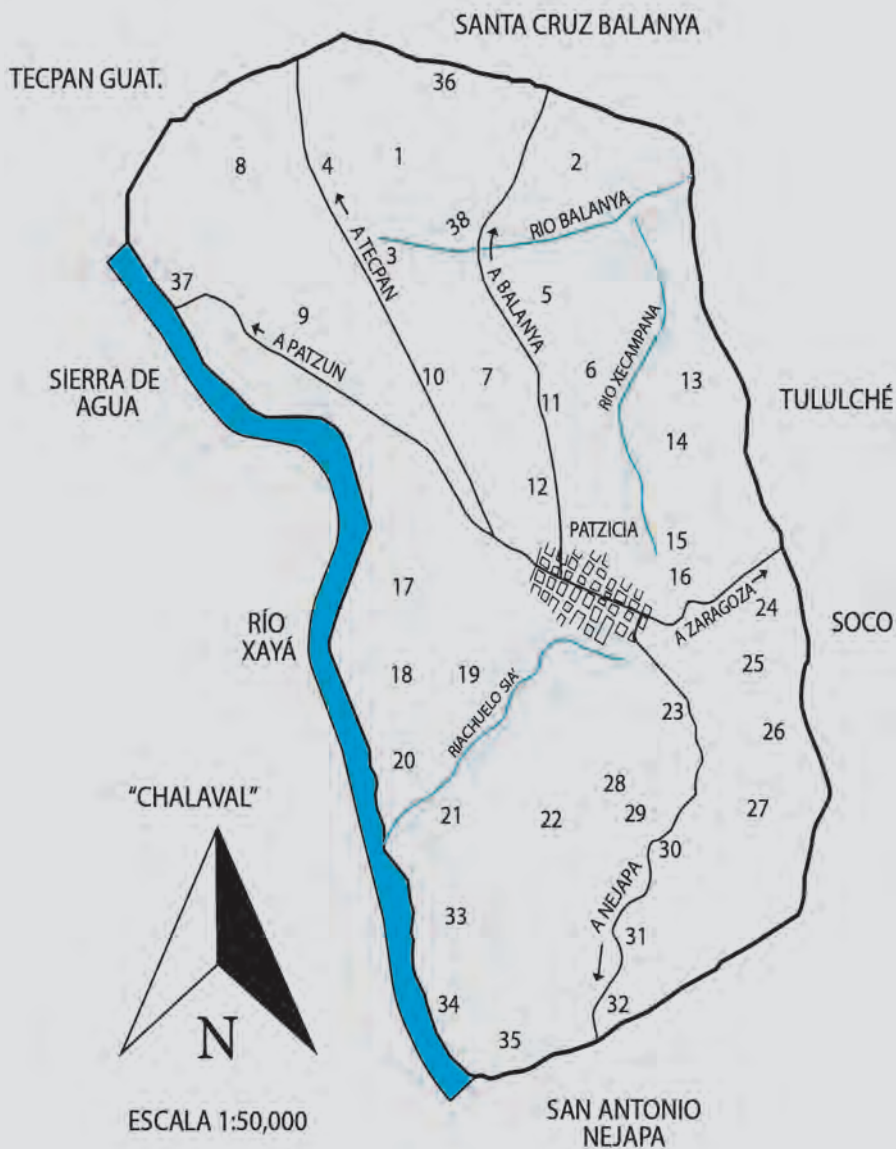 SANTA CRUZ BALANYA
TECPAN GUAT.
36
8
4
1
2
38
RIO BALANYA
A TECPAN
3
A BALANYA
37
5
9
A PATZUN
RIO XECAMPANA
SIERRA DE
AGUA
10
7
6
13
11
TULULCHÉ
14
12
PATZICIA
15
16
17
A ZARAGOZA
24
RÍO
XAYÁ
SOCO
18
19
25
RIACHUELO SIA'
23
26
20
"CHALAVAL"
28
21
22
29
27
30
33
A NEJAPA
31
34
32
N
35
ESCALA 1:50,000
SAN ANTONIO
NEJAPA